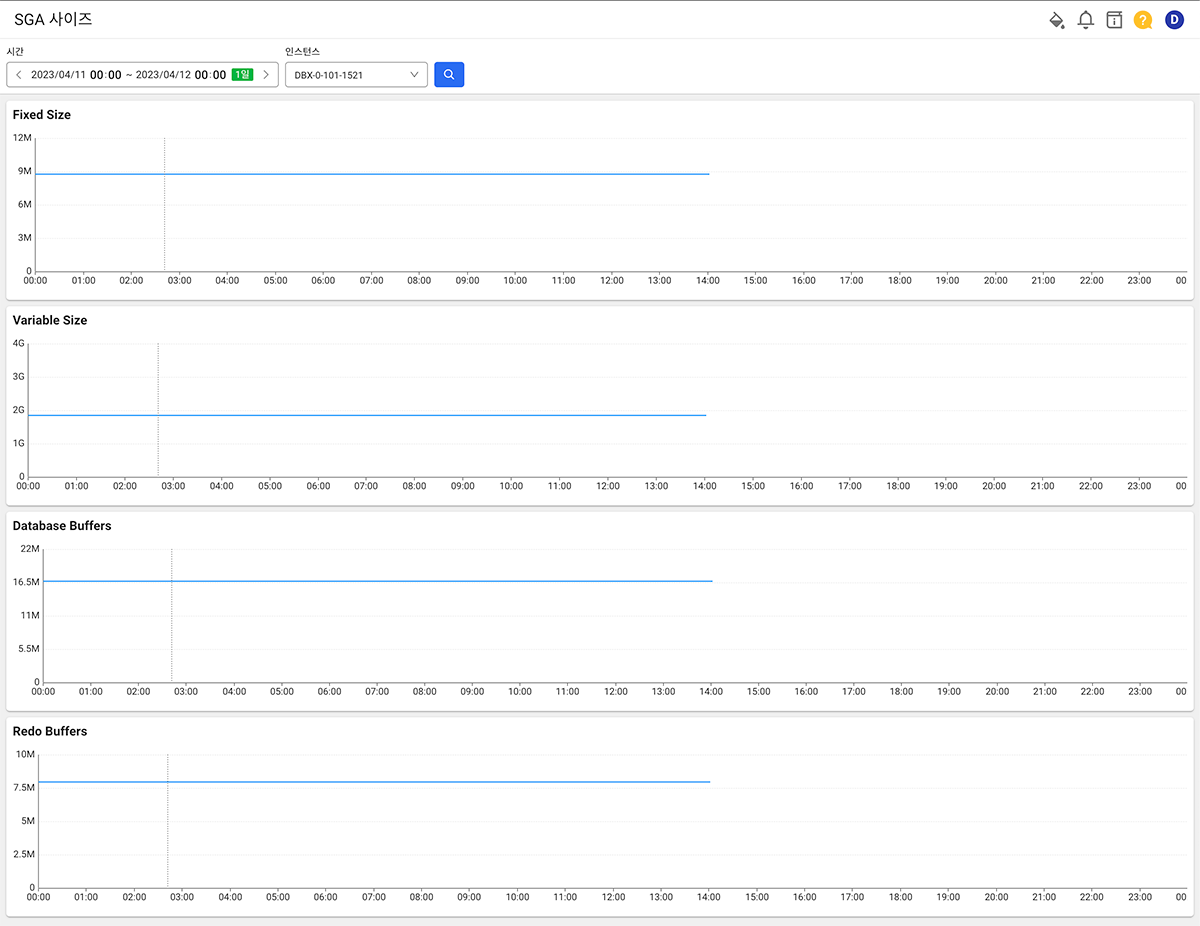 SGA 사이즈
? D
시간 인스턴스
2023/04/11 00:00 ~ 2023/04/12 00:00 1일 DBX-0-101-1521
Fixed Size
12M
9M
6M
3M
0
00:00 01:00 02:00 03:00 04:00 05:00 06:00 07:00 08:00 09:00 10:00 11:00 12:00 13:00 14:00 15:00 16:00 17:00 18:00 19:00 20:00 21:00 22:00 23:00 00
Variable Size
4G
3G
2G
1G
0
00:00 01:00 02:00 03:00 04:00 05:00 06:00 07:00 08:00 09:00 10:00 11:00 12:00 13:00 14:00 15:00 16:00 17:00 18:00 19:00 20:00 21:00 22:00 23:00 00
Database Buffers
22M
16.5M
11M
5.5M
0
00:00 01:00 02:00 03:00 04:00 05:00 06:00 07:00 08:00 09:00 10:00 11:00 12:00 13:00 14:00 15:00 16:00 17:00 18:00 19:00 20:00 21:00 22:00 23:00 00
Redo Buffers
10M
7.5M
5M
2.5M
0
00:00 01:00 02:00 03:00 04:00 05:00 06:00 07:00 08:00 09:00 10:00 11:00 12:00 13:00 14:00 15:00 16:00 17:00 18:00 19:00 20:00 21:00 22:00 23:00 00